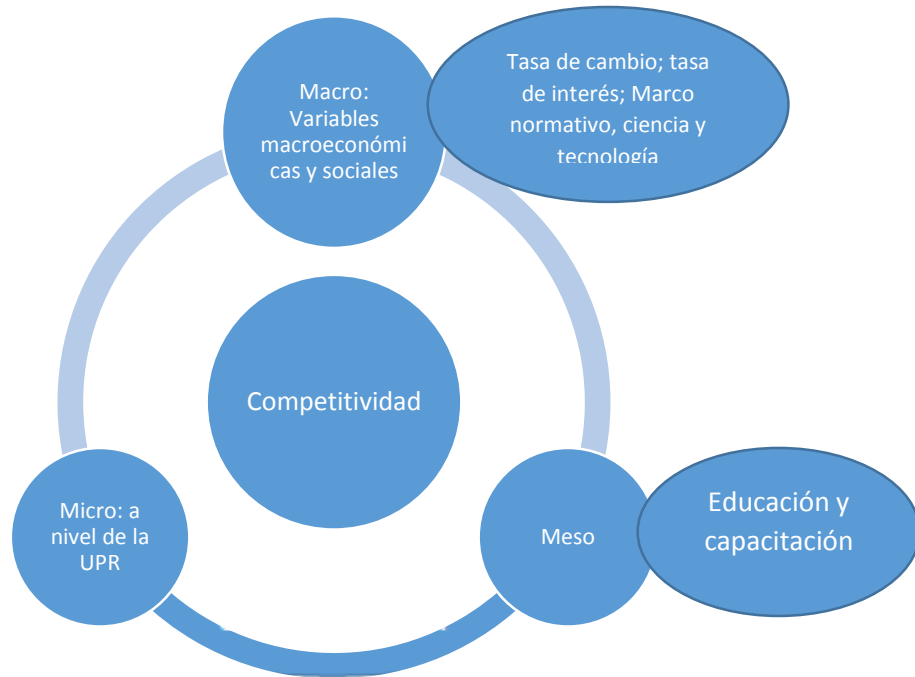 Macro:
Variables
macroeconómi
cas y sociales
Tasa de cambio; tasa
de interés; Marco
normativo, ciencia y
tecnología
Competitividad
Micro: a
nivel de la
UPR
Meso
Educación y
capacitación